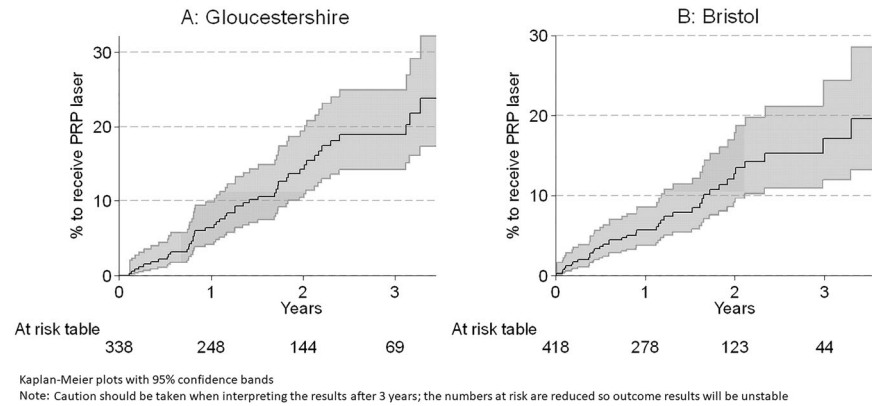 A: Gloucestershire
% to receive PRP laser
30
20
10
0
0 1 2 3
Years
At risk table
338 248 144 69
B: Bristol
% to receive PRP laser
30
20
10
0
0 1 2 3
Years
At risk table
418 278 123 44
Kaplan-Meier plots with 95% confidence bands
Note: Caution should be taken when interpreting the results after 3 years; the numbers at risk are reduced so outcome results will be unstable